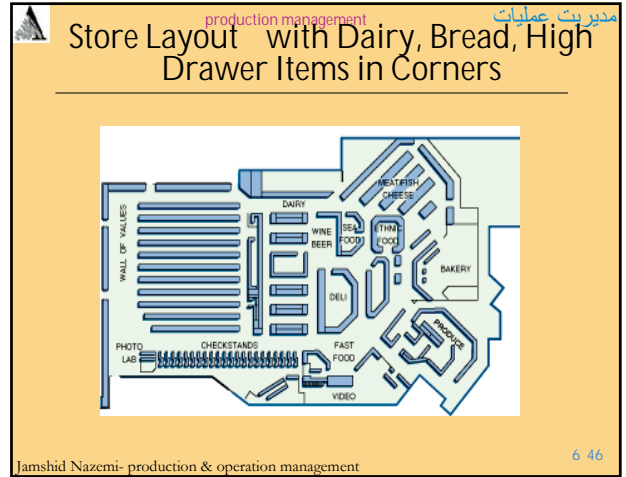 production management
مديريت عمليات
Store Layout with Dairy, Bread, High
Drawer Items in Corners
MEAT/FISH
CHEESE
DAIRY
WALL OF VALUES
WINE
BEER
SEA
FOOD
ETHNIC
FOOD
BAKERY
DELI
PRODUCE
PHOTO
LAB
CHECKSTANDS
FAST
FOOD
VIDEO
6 46
Jamshid Nazemi- production & operation management